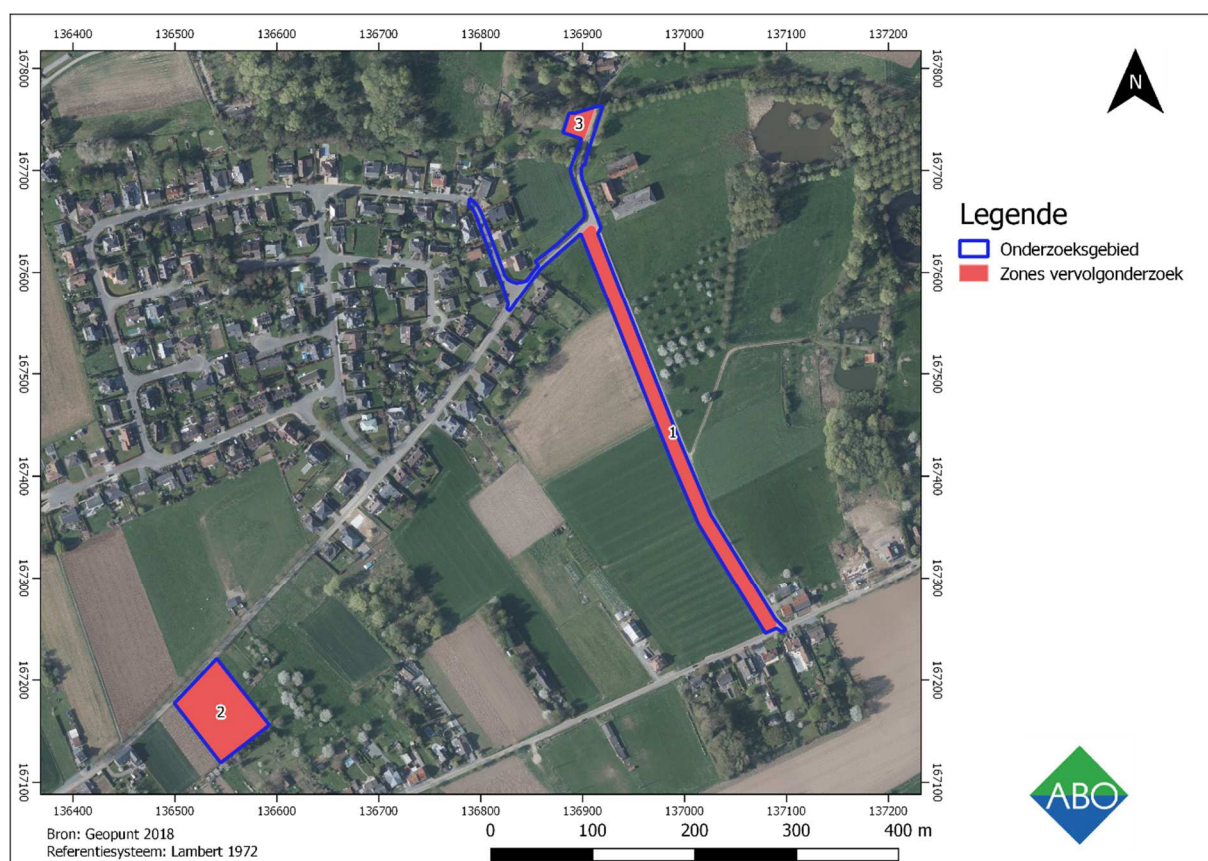 136400 136500 136600 136700 136800 136900 137000 137100 137200
167800 167800
N
3
167700 167700
Legende
Onderzoeksgebied
Zones vervolgonderzoek
167600 167600
167500 167500
1
167400 167400
167300 167300
167200 167200
2
167100 167100
136400 136500 136600 136700 136800 136900 137000 137100 137200
ABO
Bron: Geopunt 2018
Referentiesysteem: Lambert 1972
0 100 200 300 400 m